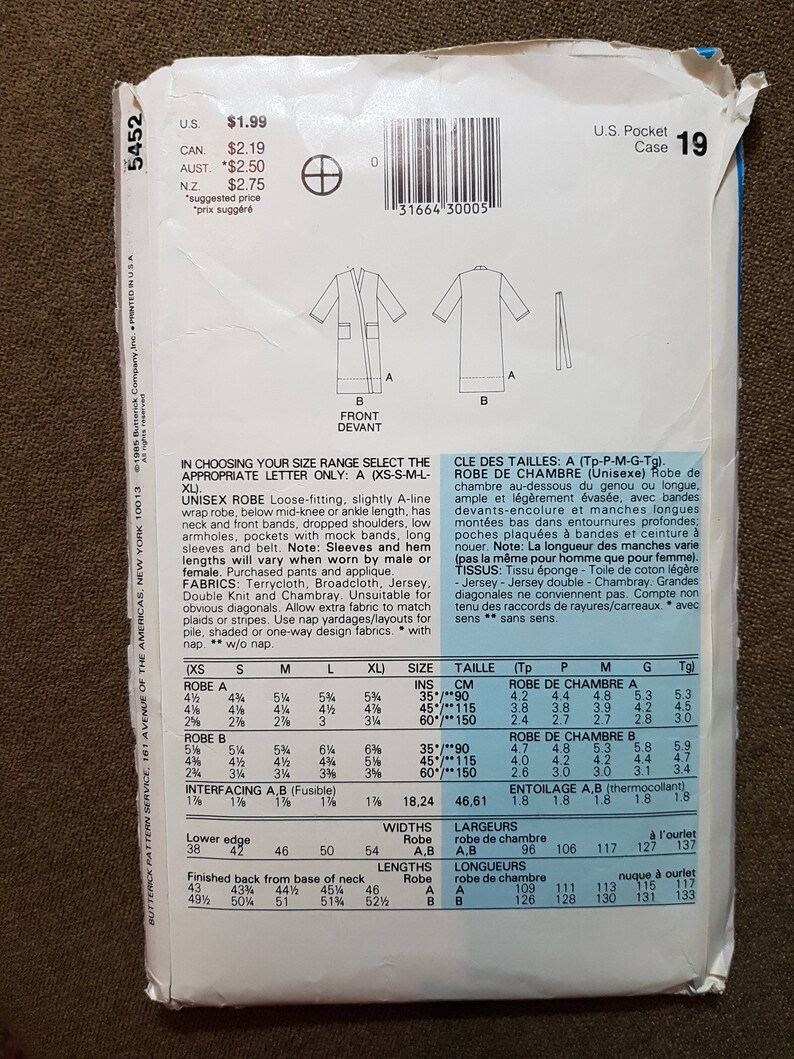 5452
U.S. $1.99
CAN. $2.19
AUST. *$2.50
N.Z. $2.75
*suggested price
*prix suggéré
0
31664 30005
U.S. Pocket
Case 19
©1985 Butterick Company, Inc. • PRINTED IN U.S.A.
All rights reserved
BUTTERICK PATTERN SERVICE, 161 AVENUE OF THE AMERICAS, NEW YORK 10013
A
B
FRONT
DEVANT
A
B
IN CHOOSING YOUR SIZE RANGE SELECT THE
APPROPRIATE LETTER ONLY: A (XS-S-M-L-
XL).
UNISEX ROBE Loose-fitting, slightly A-line
wrap robe, below mid-knee or ankle length, has
neck and front bands, dropped shoulders, low
armholes, pockets with mock bands, long
sleeves and belt. Note: Sleeves and hem
lengths will vary when worn by male or
female. Purchased pants and applique.
FABRICS: Terrycloth, Broadcloth, Jersey,
Double Knit and Chambray. Unsuitable for
obvious diagonals. Allow extra fabric to match
plaids or stripes. Use nap yardages/layouts for
pile, shaded or one-way design fabrics. * with
nap. ** w/o nap.
CLE DES TAILLES: A (Tp-P-M-G-Tg).
ROBE DE CHAMBRE (Unisexe) Robe de
chambre au-dessous du genou ou longue,
ample et légèrement évasée, avec bandes
devants-encolure et manches longues
montées bas dans entournures profondes;
poches plaquées à bandes et ceinture à
nouer. Note: La longueur des manches varie
(pas la même pour homme que pour femme).
TISSUS: Tissu éponge - Toile de coton légère
- Jersey - Jersey double - Chambray. Grandes
diagonales ne conviennent pas. Compte non
tenu des raccords de rayures/carreaux. * avec
sens ** sans sens.
(XS S M L XL) SIZE TAILLE (Tp P M G Tg)
ROBE A INS CM ROBE DE CHAMBRE A
4½ 4¾ 5¼ 5¾ 5¾ 35*/**90 4.2 4.4 4.8 5.3 5.3
4⅛ 4⅛ 4¼ 4½ 4⅞ 45*/**115 3.8 3.8 3.9 4.2 4.5
2⅝ 2⅞ 2⅞ 3 3¼ 60*/**150 2.4 2.7 2.7 2.8 3.0
ROBE B ROBE DE CHAMBRE B
5⅛ 5¼ 5¾ 6¼ 6⅜ 35*/**90 4.7 4.8 5.3 5.8 5.9
4⅜ 4½ 4½ 4¾ 5⅛ 45*/**115 4.0 4.2 4.2 4.4 4.7
2¾ 3¼ 3¼ 3⅜ 3⅝ 60*/**150 2.6 3.0 3.0 3.1 3.4
INTERFACING A,B (Fusible) ENTOILAGE A,B (thermocollant)
1⅞ 1⅞ 1⅞ 1⅞ 1⅞ 18,24 46,61 1.8 1.8 1.8 1.8 1.8
WIDTHS LARGEURS
Lower edge Robe robe de chambre à l'ourlet
38 42 46 50 54 A,B A,B 96 106 117 127 137
LENGTHS LONGUEURS
Finished back from base of neck Robe robe de chambre nuque à ourlet
43 43¾ 44½ 45¼ 46 A A 109 111 113 115 117
49½ 50¼ 51 51¾ 52½ B B 126 128 130 131 133